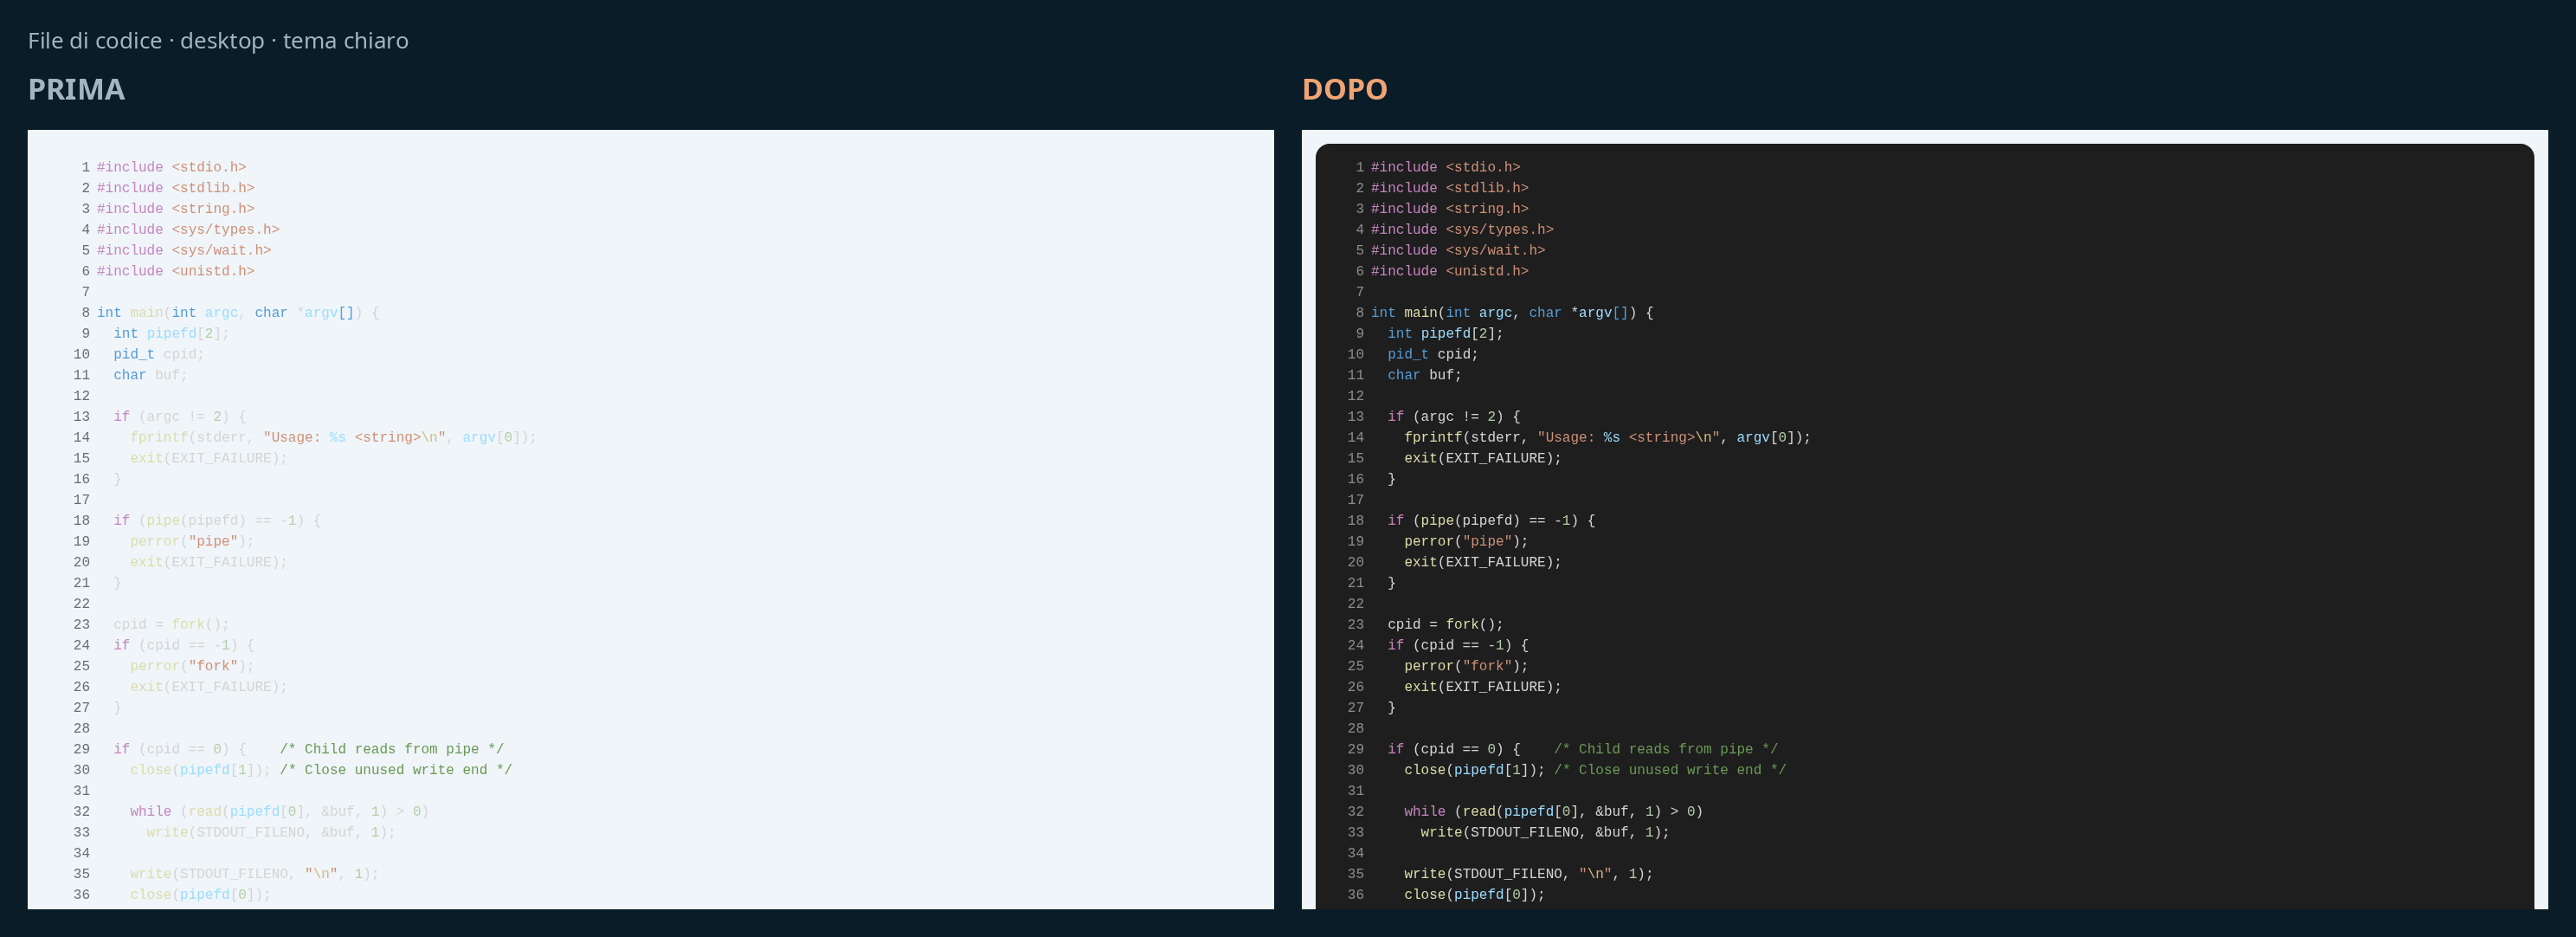 File di codice · desktop · tema chiaro
PRIMA
1 #include <stdio.h>
2 #include <stdlib.h>
3 #include <string.h>
4 #include <sys/types.h>
5 #include <sys/wait.h>
6 #include <unistd.h>
7
8 int main(int argc, char *argv[]) {
9   int pipefd[2];
10   pid_t cpid;
11   char buf;
12
13   if (argc != 2) {
14     fprintf(stderr, "Usage: %s <string>\n", argv[0]);
15     exit(EXIT_FAILURE);
16   }
17
18   if (pipe(pipefd) == -1) {
19     perror("pipe");
20     exit(EXIT_FAILURE);
21   }
22
23   cpid = fork();
24   if (cpid == -1) {
25     perror("fork");
26     exit(EXIT_FAILURE);
27   }
28
29   if (cpid == 0) {    /* Child reads from pipe */
30     close(pipefd[1]); /* Close unused write end */
31
32     while (read(pipefd[0], &buf, 1) > 0)
33       write(STDOUT_FILENO, &buf, 1);
34
35     write(STDOUT_FILENO, "\n", 1);
36     close(pipefd[0]);
DOPO
1 #include <stdio.h>
2 #include <stdlib.h>
3 #include <string.h>
4 #include <sys/types.h>
5 #include <sys/wait.h>
6 #include <unistd.h>
7
8 int main(int argc, char *argv[]) {
9   int pipefd[2];
10   pid_t cpid;
11   char buf;
12
13   if (argc != 2) {
14     fprintf(stderr, "Usage: %s <string>\n", argv[0]);
15     exit(EXIT_FAILURE);
16   }
17
18   if (pipe(pipefd) == -1) {
19     perror("pipe");
20     exit(EXIT_FAILURE);
21   }
22
23   cpid = fork();
24   if (cpid == -1) {
25     perror("fork");
26     exit(EXIT_FAILURE);
27   }
28
29   if (cpid == 0) {    /* Child reads from pipe */
30     close(pipefd[1]); /* Close unused write end */
31
32     while (read(pipefd[0], &buf, 1) > 0)
33       write(STDOUT_FILENO, &buf, 1);
34
35     write(STDOUT_FILENO, "\n", 1);
36     close(pipefd[0]);